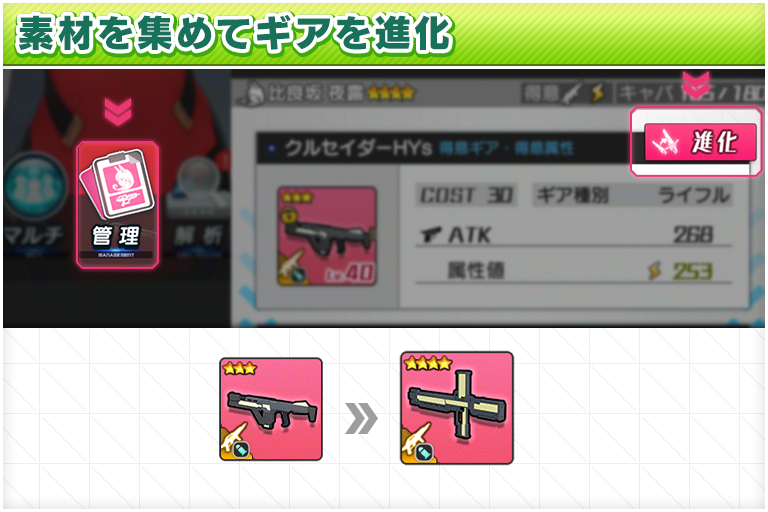 素材を集めてギアを進化
比良坂 夜露
得意
キャパ
/180
進化
クルセイダーHYs 得意ギア・得意属性
管理
MANAGEMENT
マルチ
解析
COST 30 ギア種別 ライフル
ATK 268
属性値 253
Lv.40